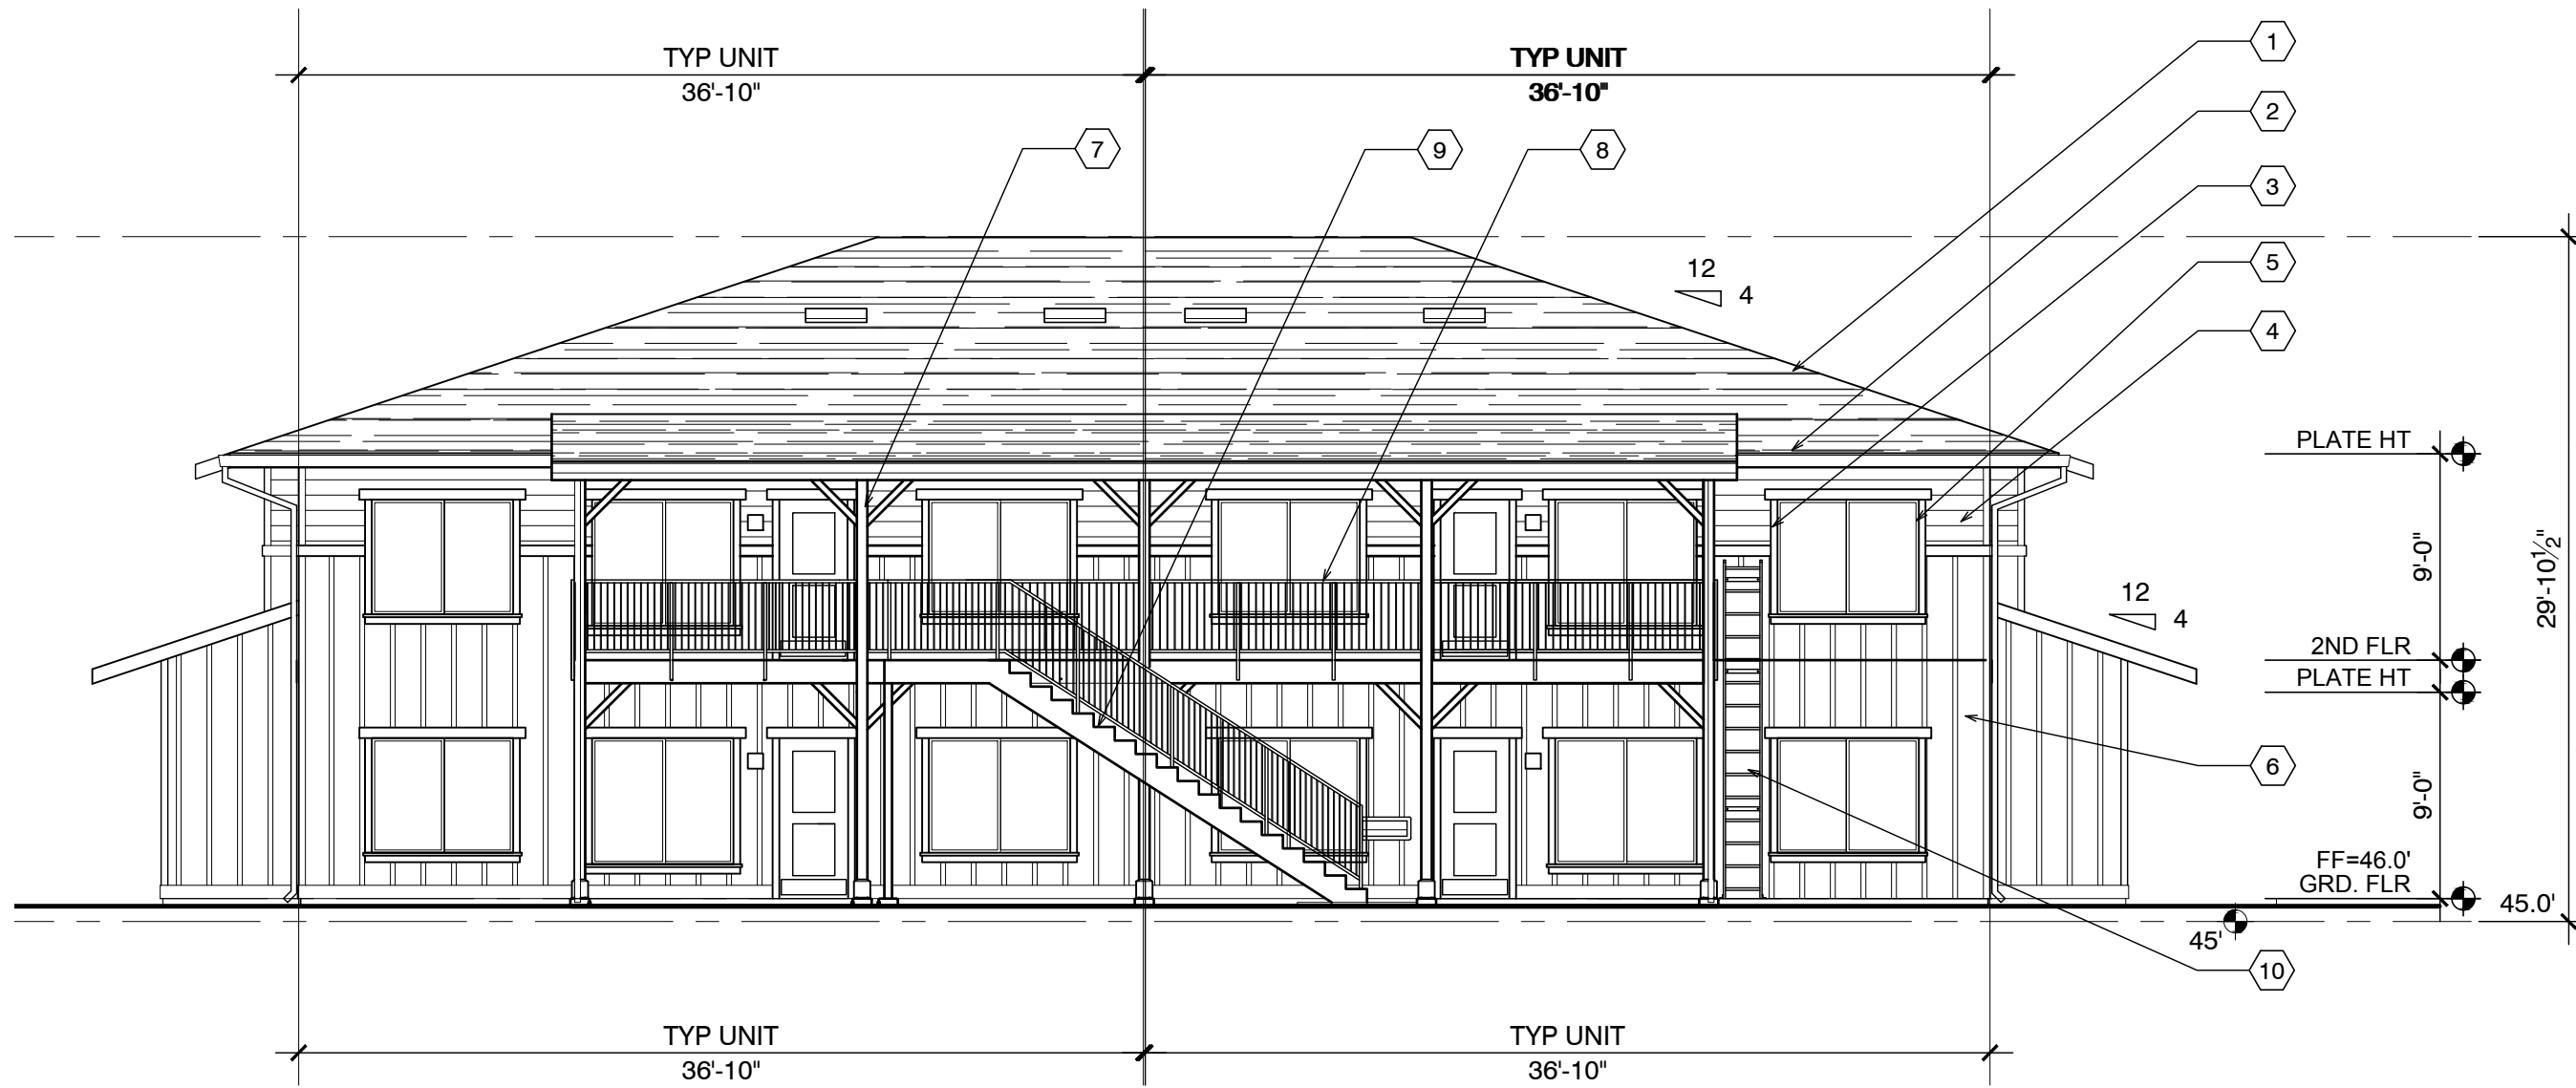 TYP UNIT
36'-10"
TYP UNIT
36'-10"
1
2
7
9
8
3
5
12
4
4
PLATE HT
9'-0"
29'-10½"
12
4
2ND FLR
PLATE HT
6
9'-0"
FF=46.0'
GRD. FLR
45.0'
45'
10
TYP UNIT
36'-10"
TYP UNIT
36'-10"